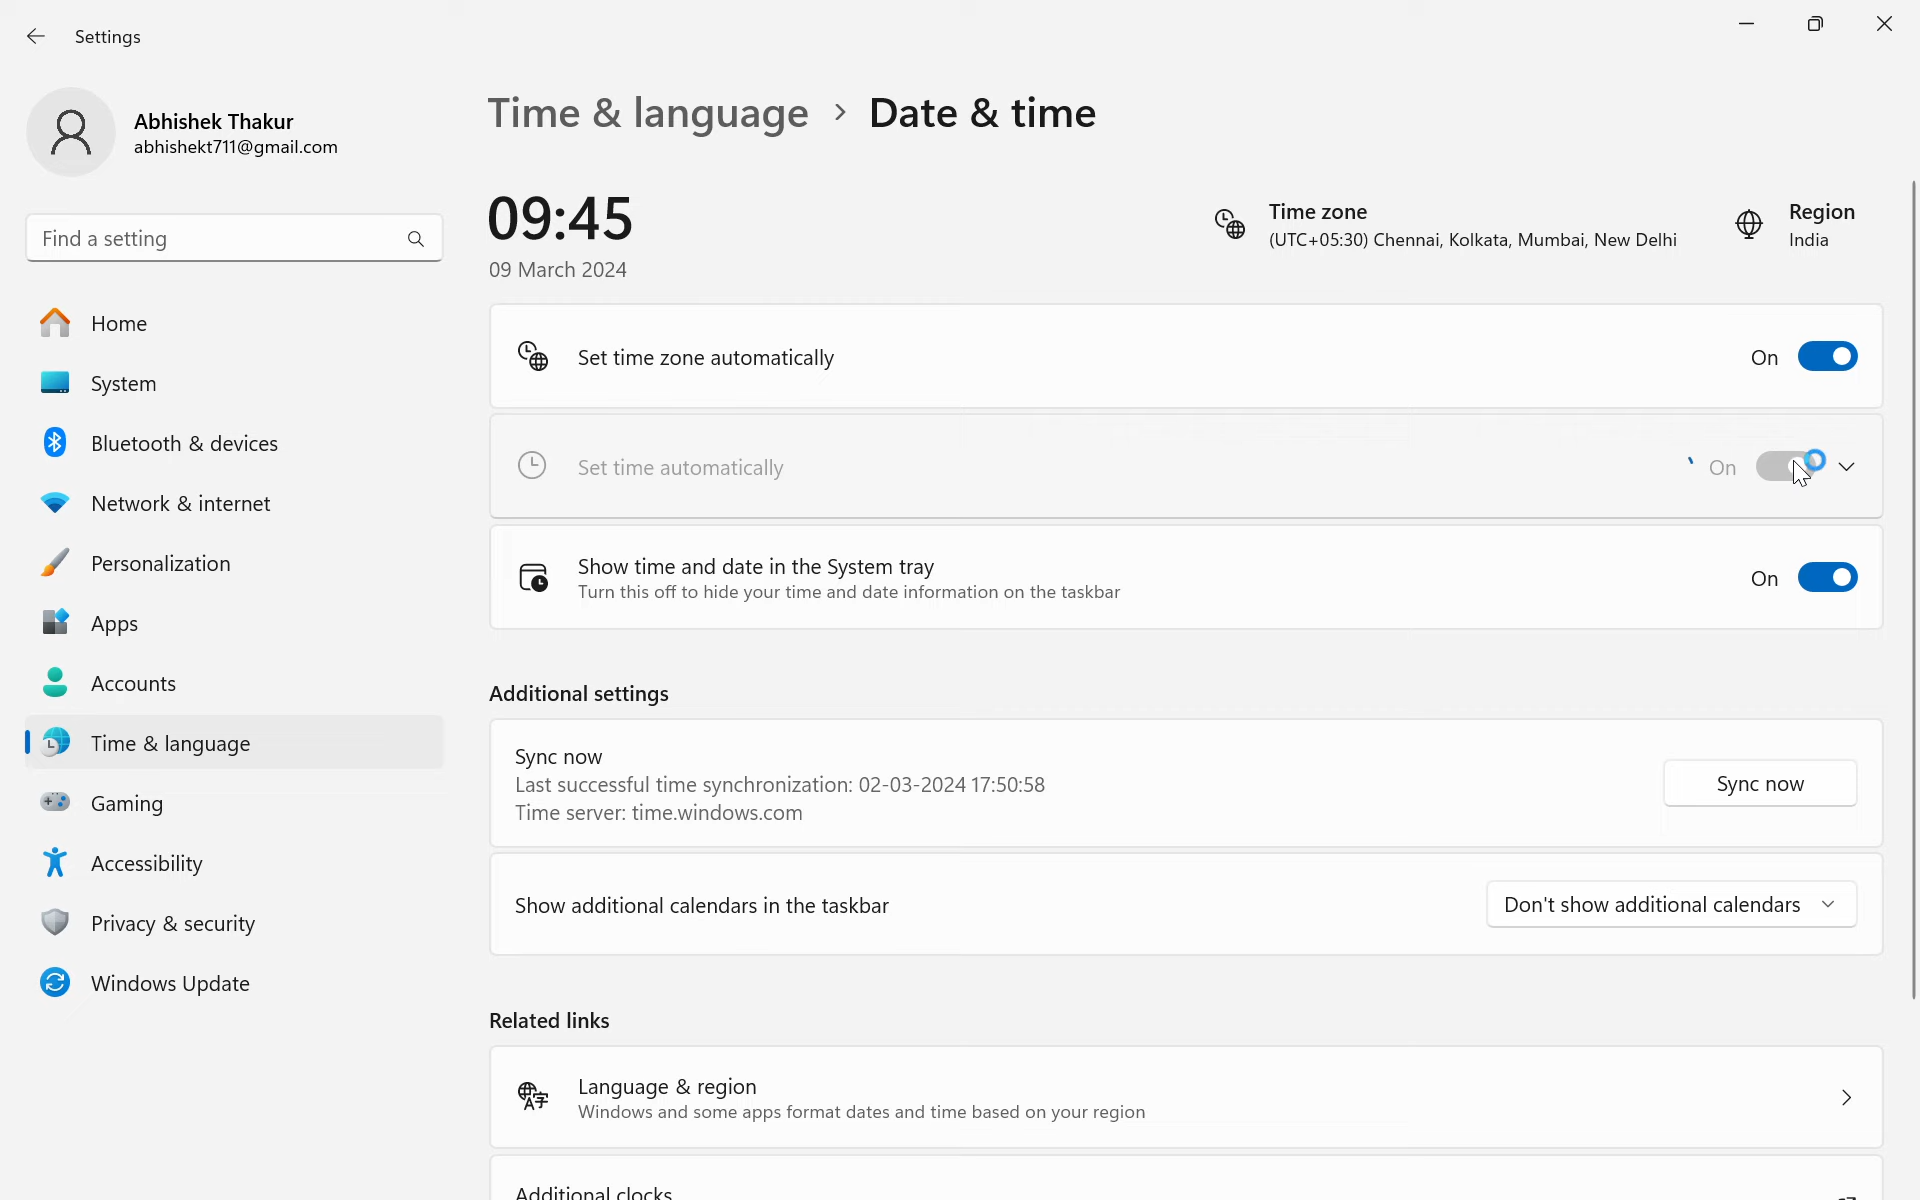 Settings
Abhishek Thakur
abhishekt711@gmail.com
Find a setting
Home
System
Bluetooth & devices
Network & internet
Personalization
Apps
Accounts
Time & language
Gaming
Accessibility
Privacy & security
Windows Update
Time & language > Date & time
09:45
09 March 2024
Time zone
(UTC+05:30) Chennai, Kolkata, Mumbai, New Delhi
Region
India
Set time zone automatically On
Set time automatically On
Show time and date in the System tray
Turn this off to hide your time and date information on the taskbar
On
Additional settings
Sync now
Last successful time synchronization: 02-03-2024 17:50:58
Time server: time.windows.com
Sync now
Show additional calendars in the taskbar
Don't show additional calendars
Related links
Language & region
Windows and some apps format dates and time based on your region
Additional clocks